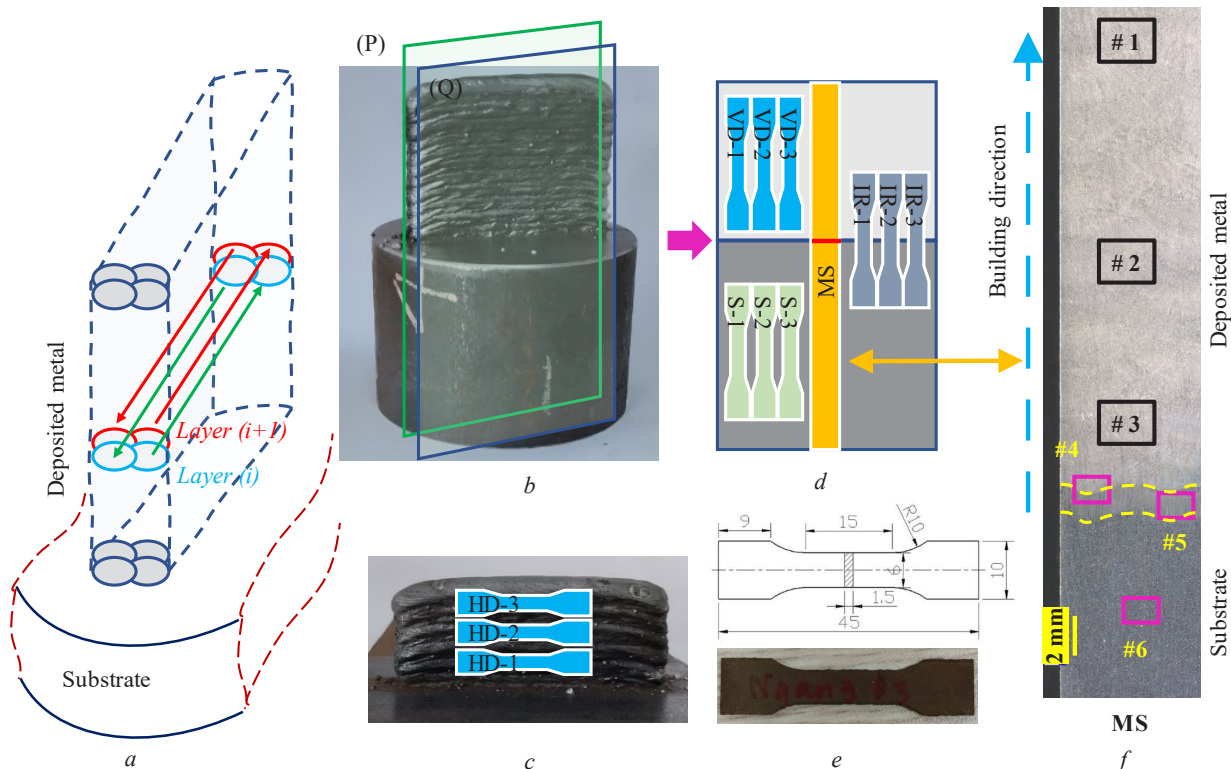 Deposited metal
Layer (i+1)
Layer (i)
Substrate
a
(P)
(Q)
b
HD-3
HD-2
HD-1
c
VD-1
VD-2
VD-3
IR-1
IR-2
IR-3
MS
S-1
S-2
S-3
d
9
15
R10
6
10
1.5
45
Ngang 05
e
Building direction
# 1
# 2
# 3
#4
#5
#6
2 mm
Deposited metal
Substrate
MS
f